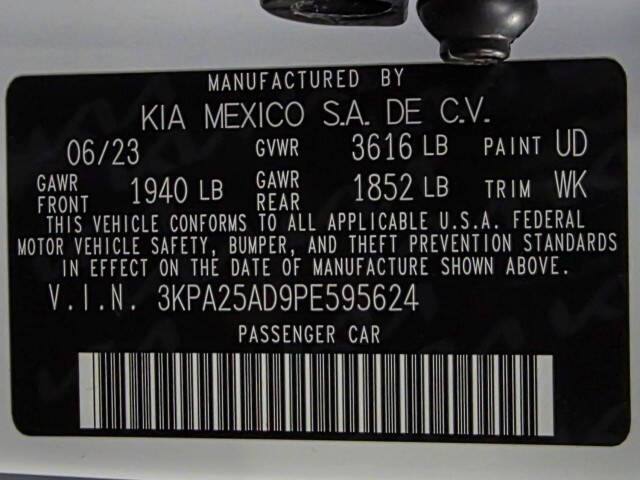 MANUFACTURED BY
KIA MEXICO S.A. DE C.V.
06/23 GVWR 3616 LB PAINT UD
GAWR FRONT 1940 LB GAWR REAR 1852 LB TRIM WK
THIS VEHICLE CONFORMS TO ALL APPLICABLE U.S.A. FEDERAL
MOTOR VEHICLE SAFETY, BUMPER, AND THEFT PREVENTION STANDARDS
IN EFFECT ON THE DATE OF MANUFACTURE SHOWN ABOVE.
V.I.N. 3KPA25AD9PE595624
PASSENGER CAR